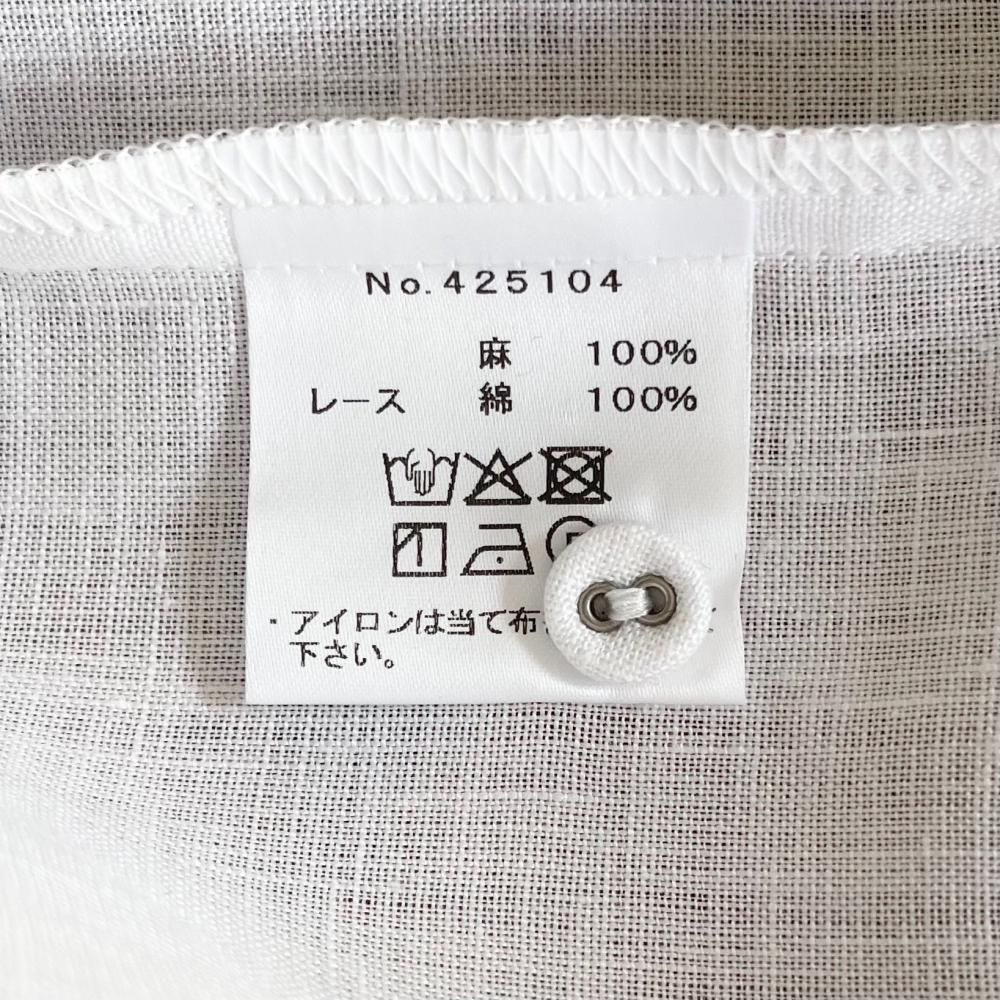 No.425104
麻 100%
レース 綿 100%
・アイロンは当て布
下さい。